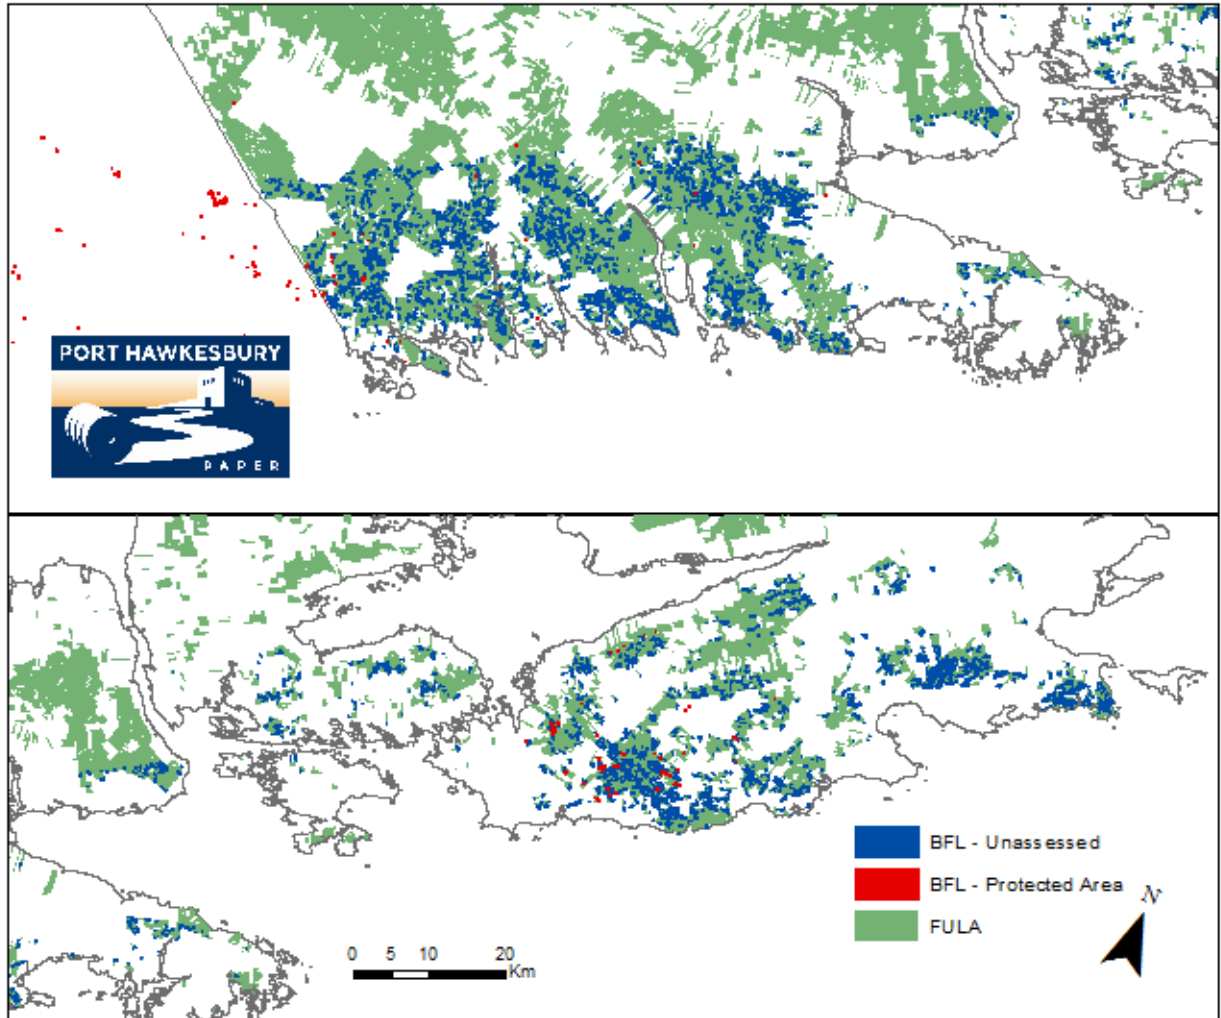 PORT HAWKESBURY
PAPER
BFL - Unassessed
BFL - Protected Area
FULA
N
0 5 10 20
Km